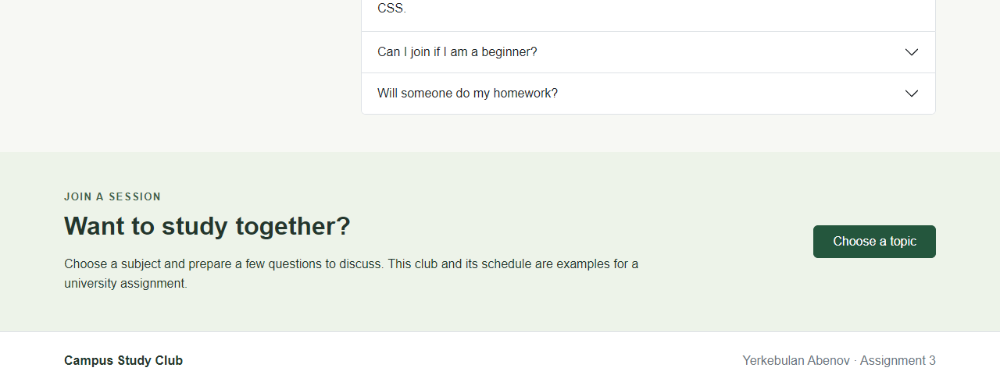 CSS.
Can I join if I am a beginner?
Will someone do my homework?
JOIN A SESSION
Want to study together?
Choose a subject and prepare a few questions to discuss. This club and its schedule are examples for a
university assignment.
Choose a topic
Campus Study Club
Yerkebulan Abenov · Assignment 3